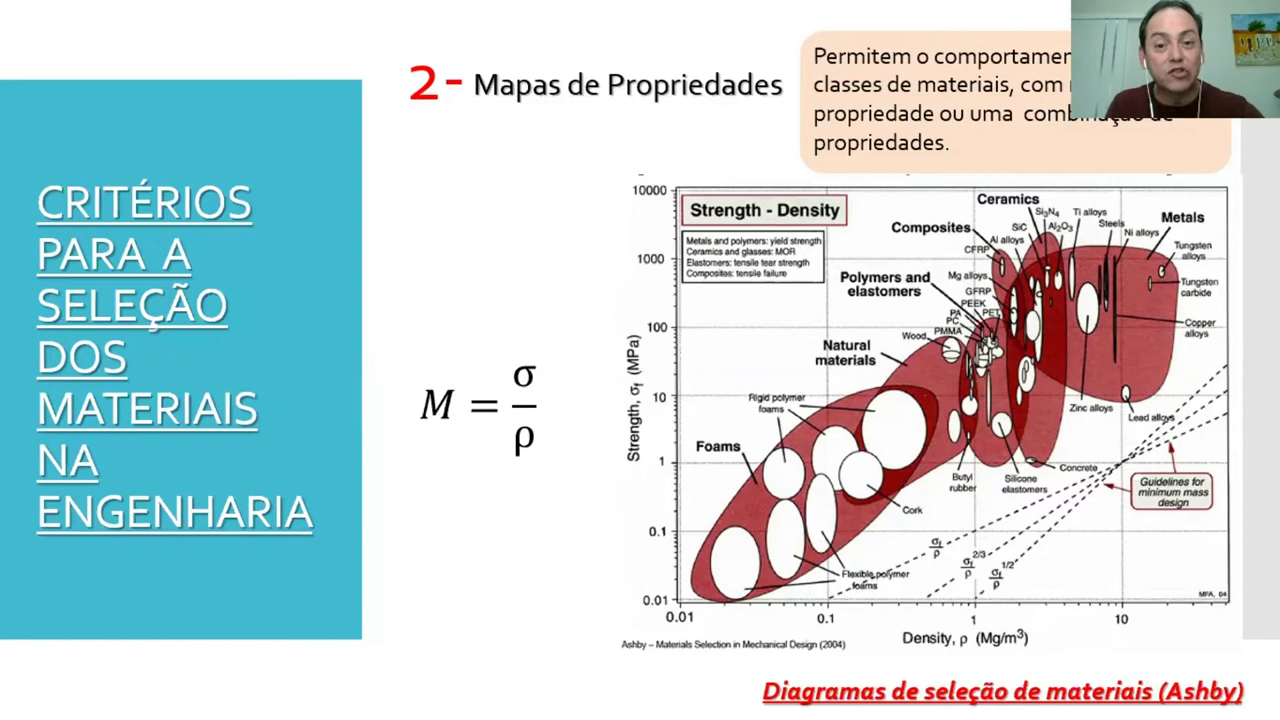 CRITÉRIOS
PARA A
SELEÇÃO
DOS
MATERIAIS
NA
ENGENHARIA
2- Mapas de Propriedades
Permitem o
classes de materiais, com
propriedade ou uma de
propriedades.
M = σ/ρ
Strength - Density
Metals and polymers: yield strength
Ceramics and glasses: MOR
Elastomers: tensile tear strength
Composites: tensile failure
Ceramics
Si3N4
Al2O3
SiC
Ti alloys
Steels
Ni alloys
Metals
Tungsten
alloys
Tungsten
carbide
Copper
alloys
Composites
Al alloys
CFRP
Mg alloys
GFRP
Polymers and
elastomers
PEEK
PA
PET
PC
PMMA
Wood
Natural
materials
Rigid polymer
foams
Foams
Zinc alloys
Lead alloys
Butyl
rubber
Silicone
elastomers
Concrete
Cork
Flexible polymer
foams
Guidelines for
minimum mass
design
σf/ρ
σf^2/3/ρ
σf^1/2/ρ
MFA, 04
Strength, σf (MPa)
10000
1000
100
10
1
0.1
0.01
0.01
0.1
1
10
Density, ρ (Mg/m³)
Ashby – Materials Selection in Mechanical Design (2004)
Diagramas de seleção de materiais (Ashby)